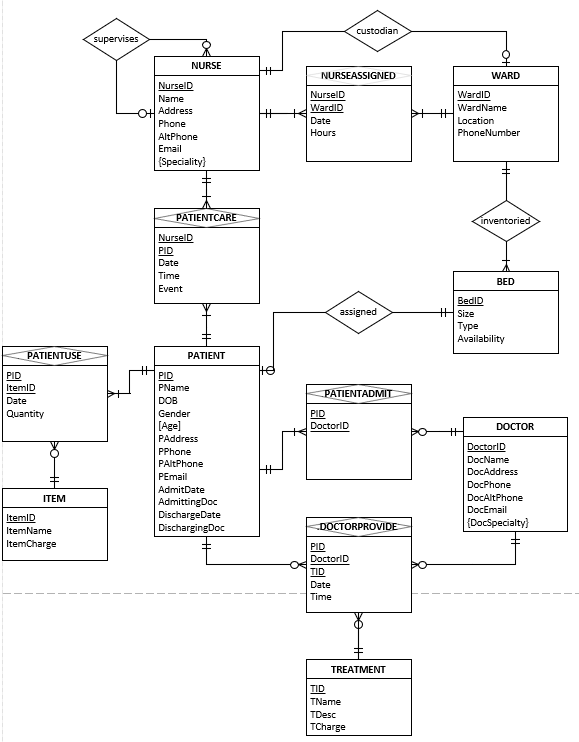 supervises
custodian
NURSE
NurseID
Name
Address
Phone
AltPhone
Email
{Speciality}
NURSEASSIGNED
NurseID
WardID
Date
Hours
WARD
WardID
WardName
Location
PhoneNumber
PATIENTCARE
NurseID
PID
Date
Time
Event
inventoried
BED
BedID
Size
Type
Availability
assigned
PATIENTUSE
PID
ItemID
Date
Quantity
PATIENT
PID
PName
DOB
Gender
[Age]
PAddress
PPhone
PAltPhone
PEmail
AdmitDate
AdmittingDoc
DischargeDate
DischargingDoc
PATIENTADMIT
PID
DoctorID
DOCTOR
DoctorID
DocName
DocAddress
DocPhone
DocAltPhone
DocEmail
{DocSpecialty}
ITEM
ItemID
ItemName
ItemCharge
DOCTORPROVIDE
PID
DoctorID
TID
Date
Time
TREATMENT
TID
TName
TDesc
TCharge